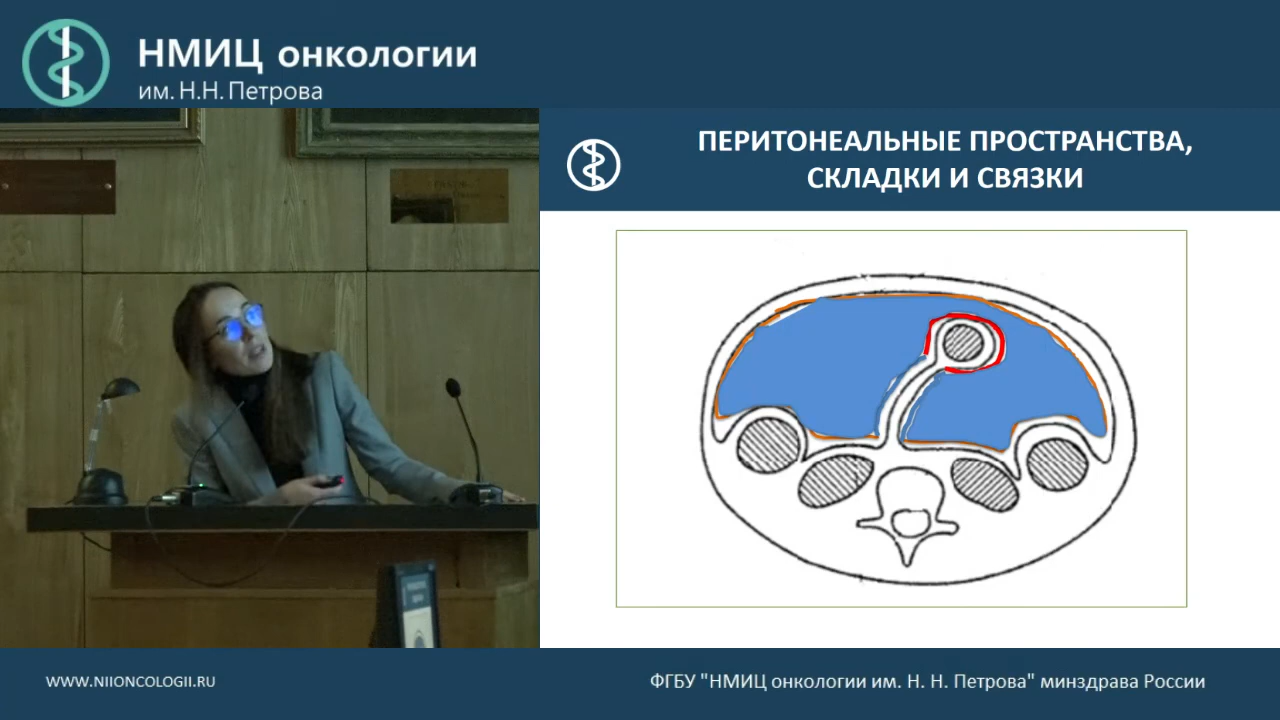 НМИЦ онкологии
им. Н.Н. Петрова
ПЕРИТОНЕАЛЬНЫЕ ПРОСТРАНСТВА,
СКЛАДКИ И СВЯЗКИ
WWW.NIIONCOLOGII.RU
ФГБУ "НМИЦ онкологии им. Н. Н. Петрова" минздрава России